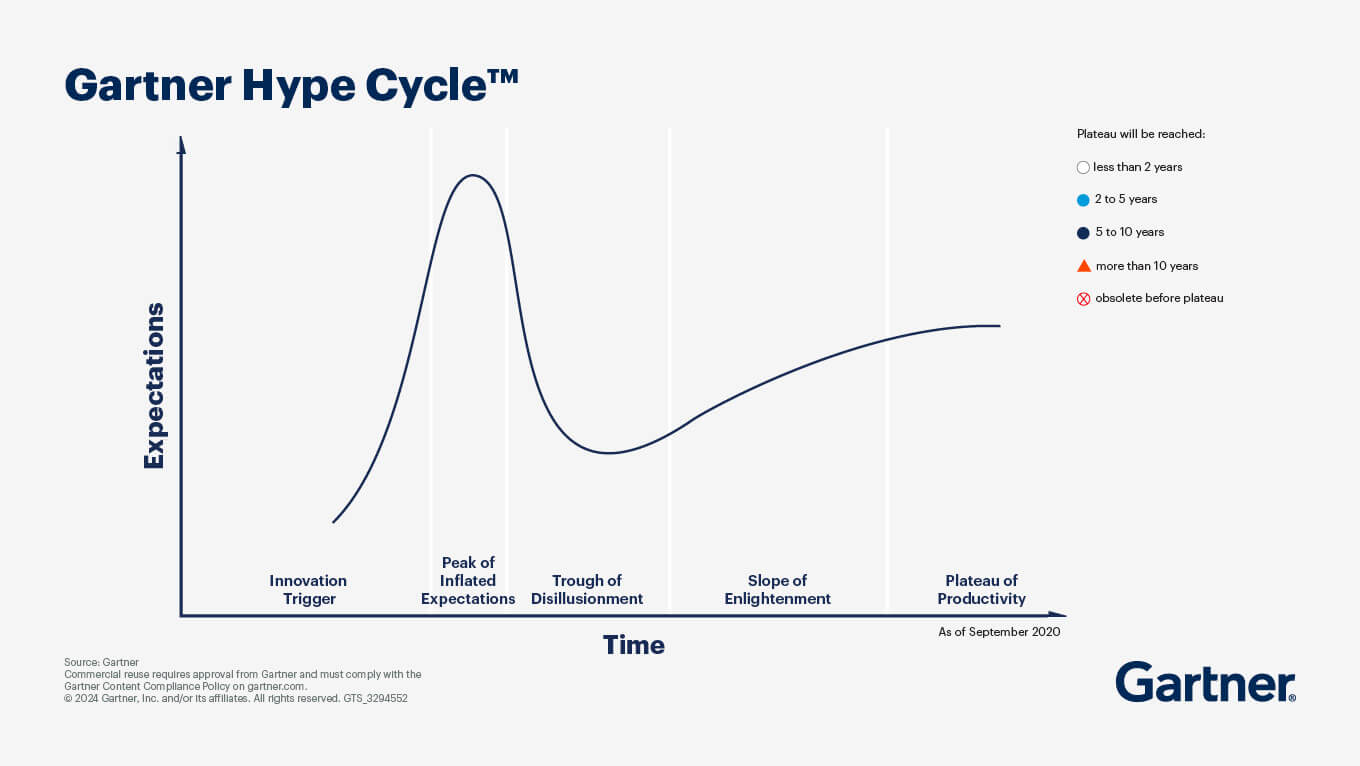 Gartner Hype Cycle™
Plateau will be reached:
less than 2 years
2 to 5 years
5 to 10 years
more than 10 years
obsolete before plateau
Expectations
Innovation
Trigger
Peak of
Inflated
Expectations
Trough of
Disillusionment
Slope of
Enlightenment
Plateau of
Productivity
Time
As of September 2020
Source: Gartner
Commercial reuse requires approval from Gartner and must comply with the
Gartner Content Compliance Policy on gartner.com.
© 2024 Gartner, Inc. and/or its affiliates. All rights reserved. GTS_3294552
Gartner®